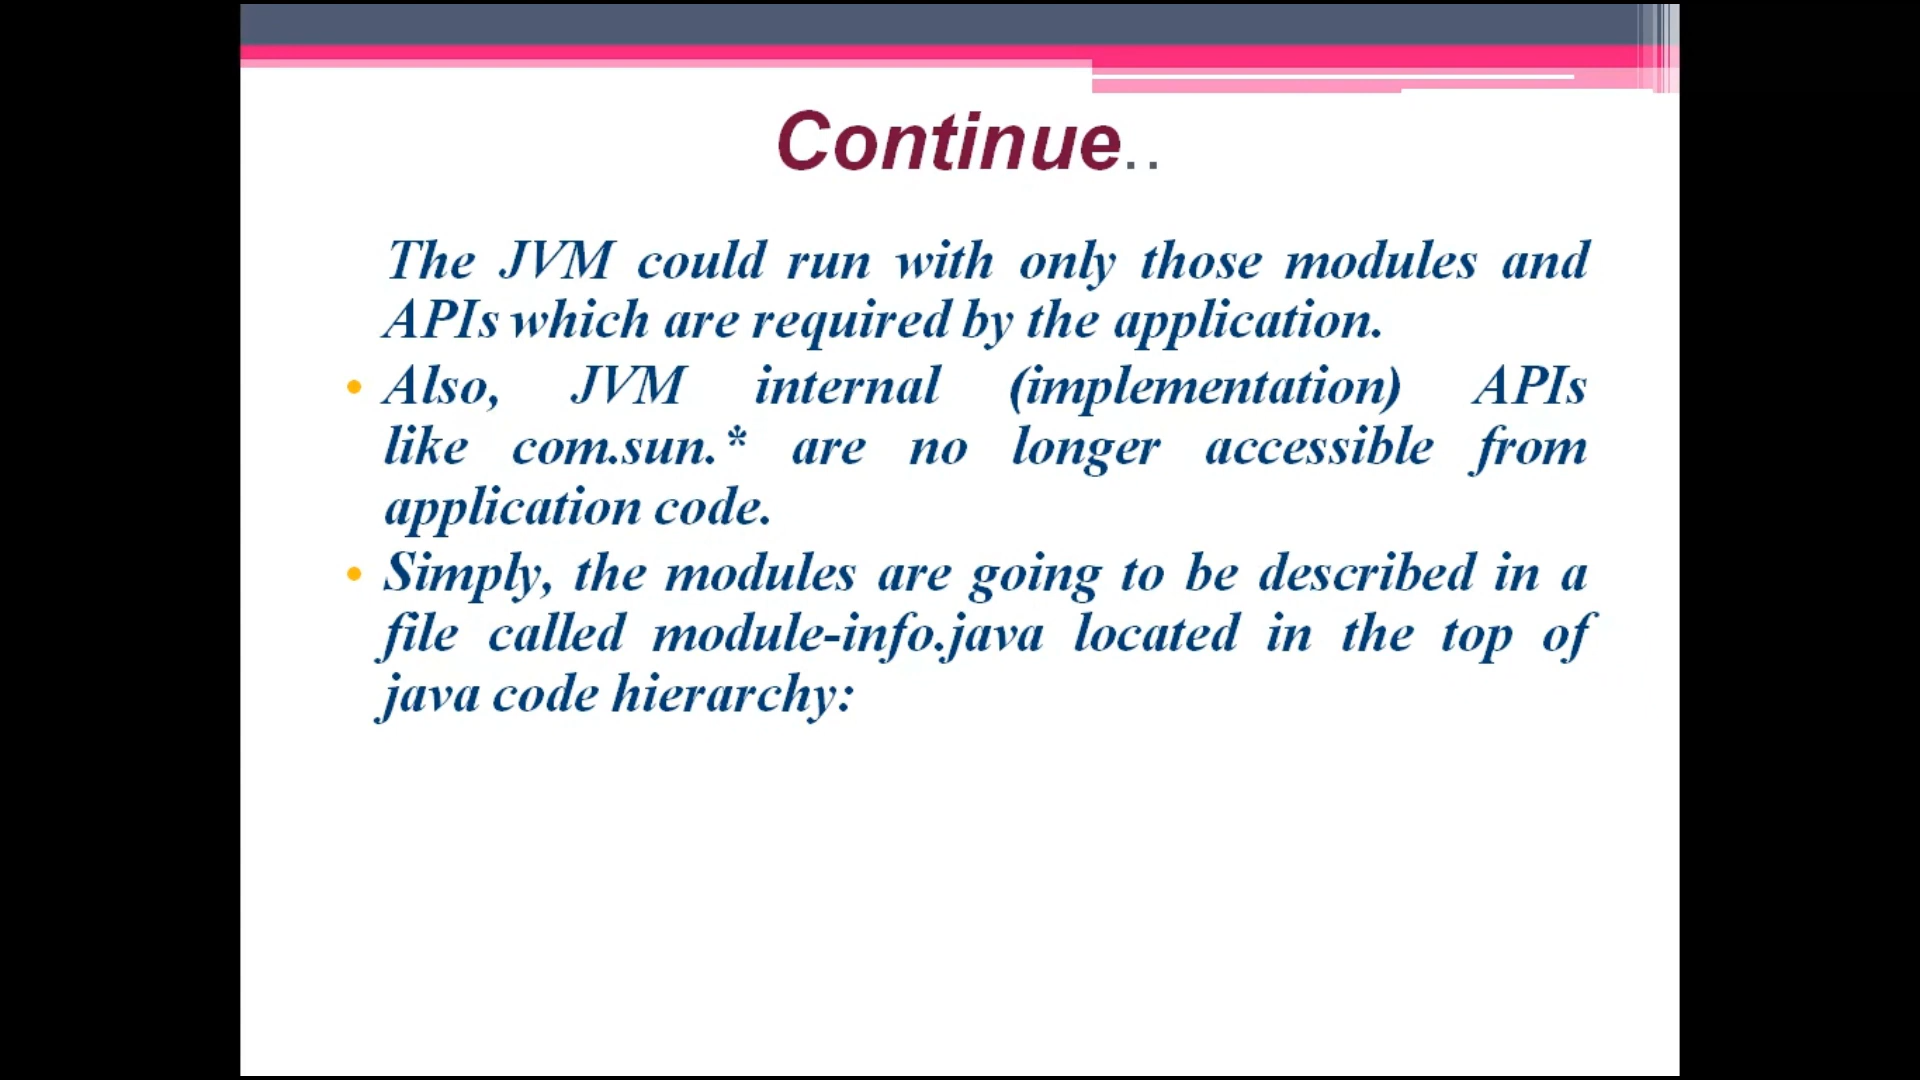 Continue..
The JVM could run with only those modules and
APIs which are required by the application.
• Also, JVM internal (implementation) APIs
like com.sun.* are no longer accessible from
application code.
• Simply, the modules are going to be described in a
file called module-info.java located in the top of
java code hierarchy: